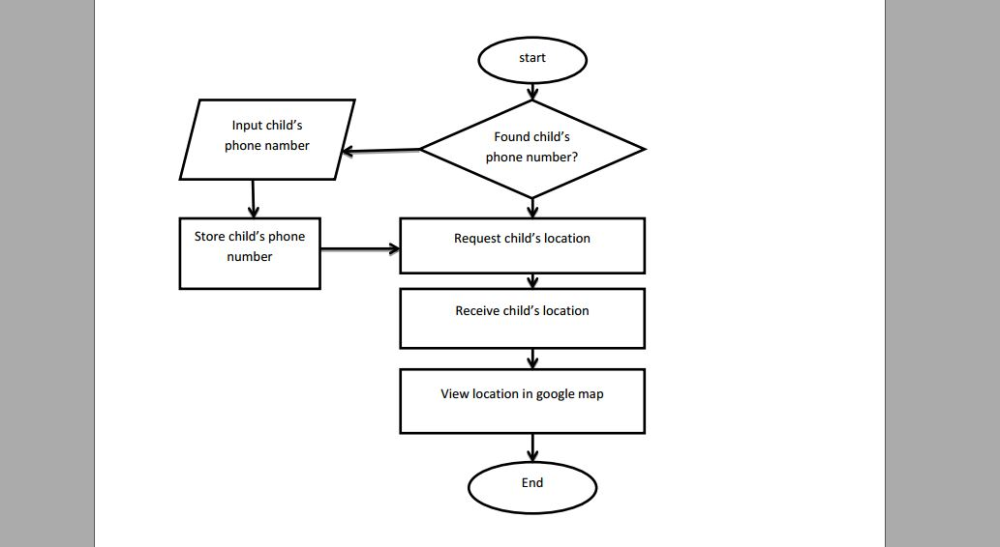 start
Found child’s
phone number?
Input child’s
phone namber
Store child’s phone
number
Request child’s location
Receive child’s location
View location in google map
End